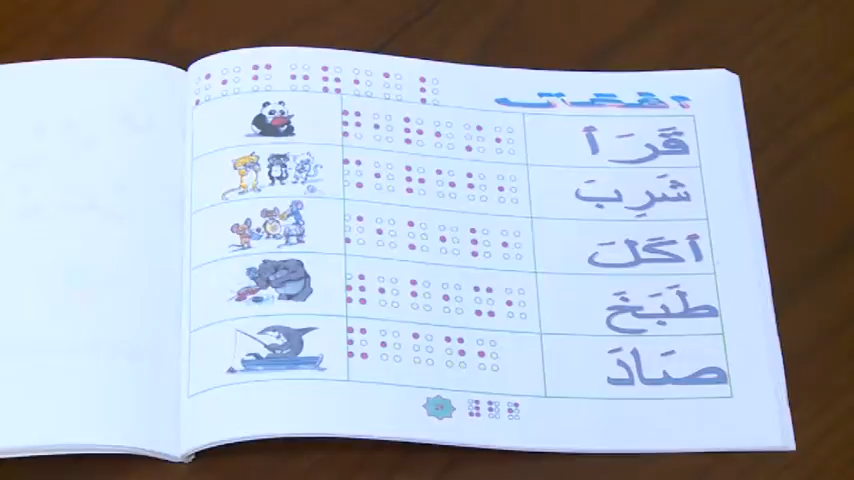 قَرَأَ
شَرِبَ
أَكَلَ
طَبَخَ
صَادَ